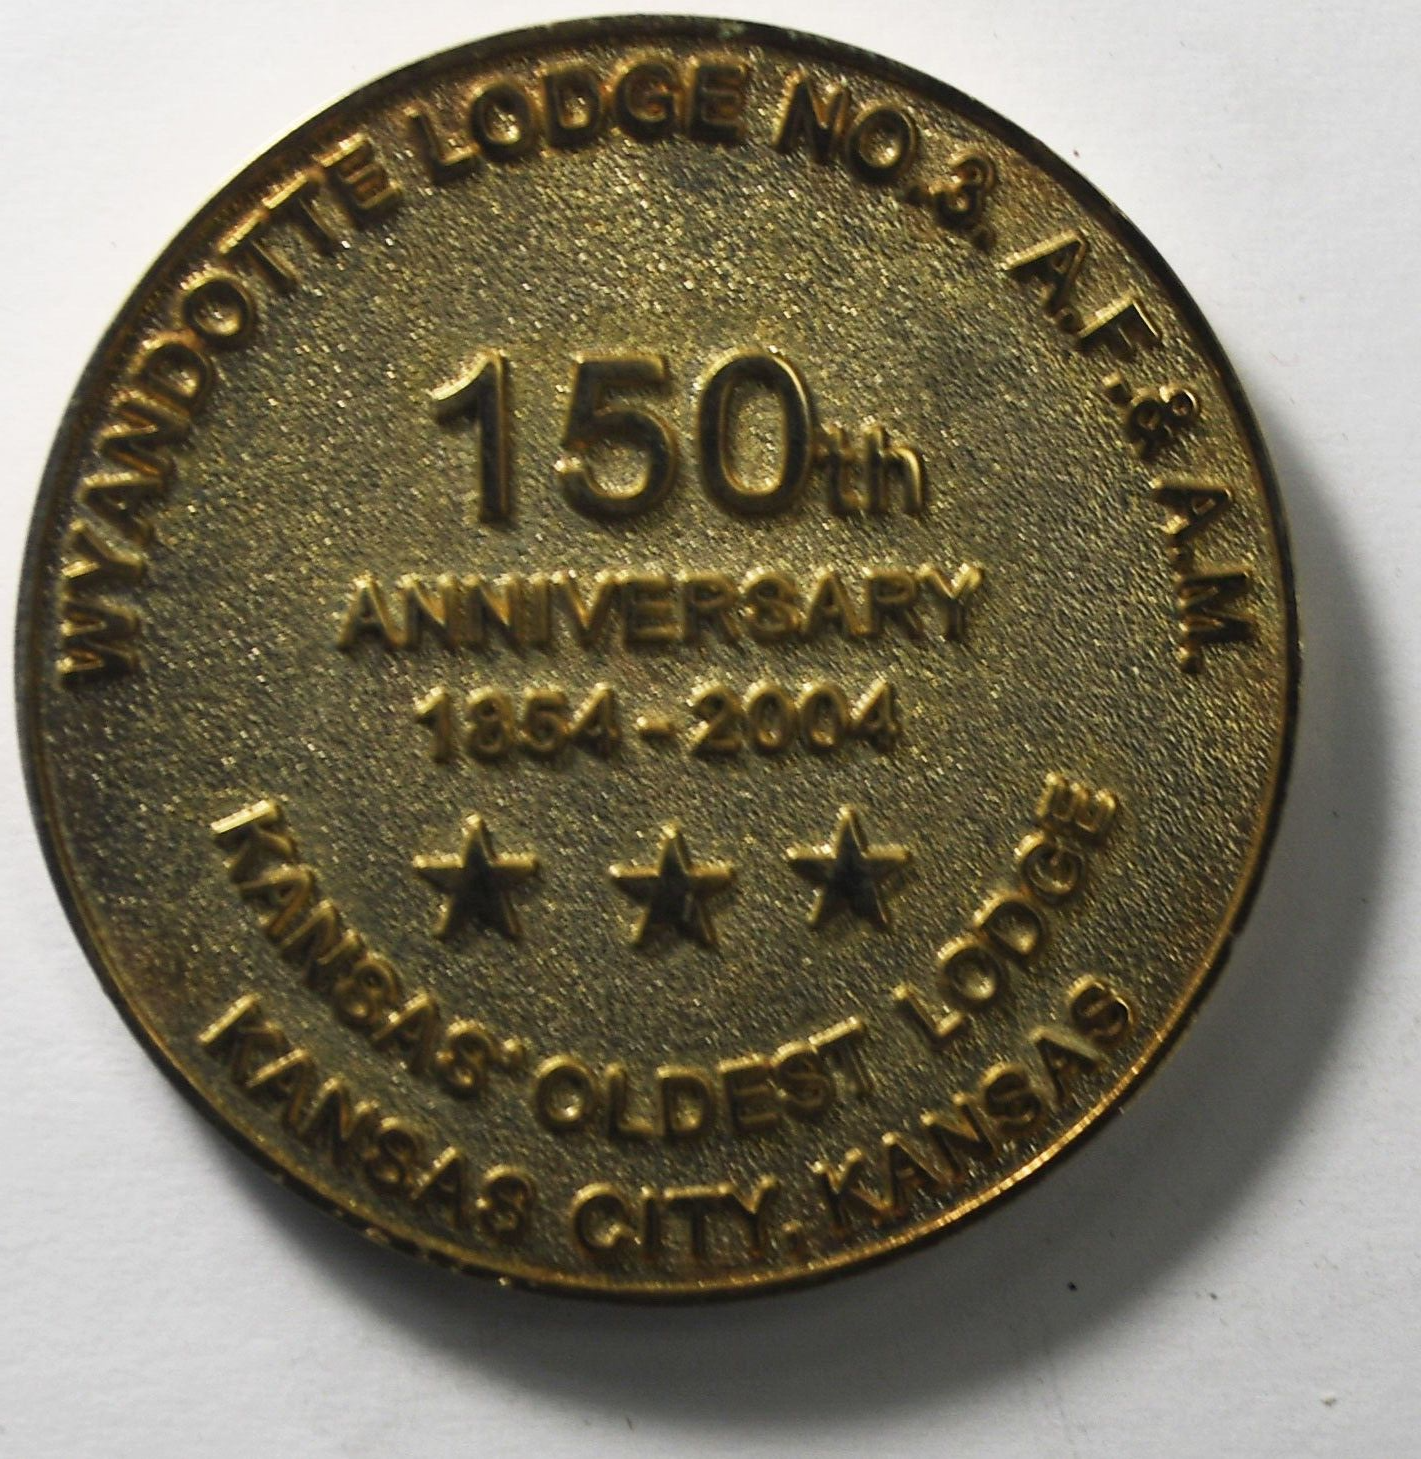 WYANDOTTE LODGE NO.3. A.F.& A.M.
150th
ANNIVERSARY
1854-2004
KANSAS' OLDEST LODGE
KANSAS CITY, KANSAS